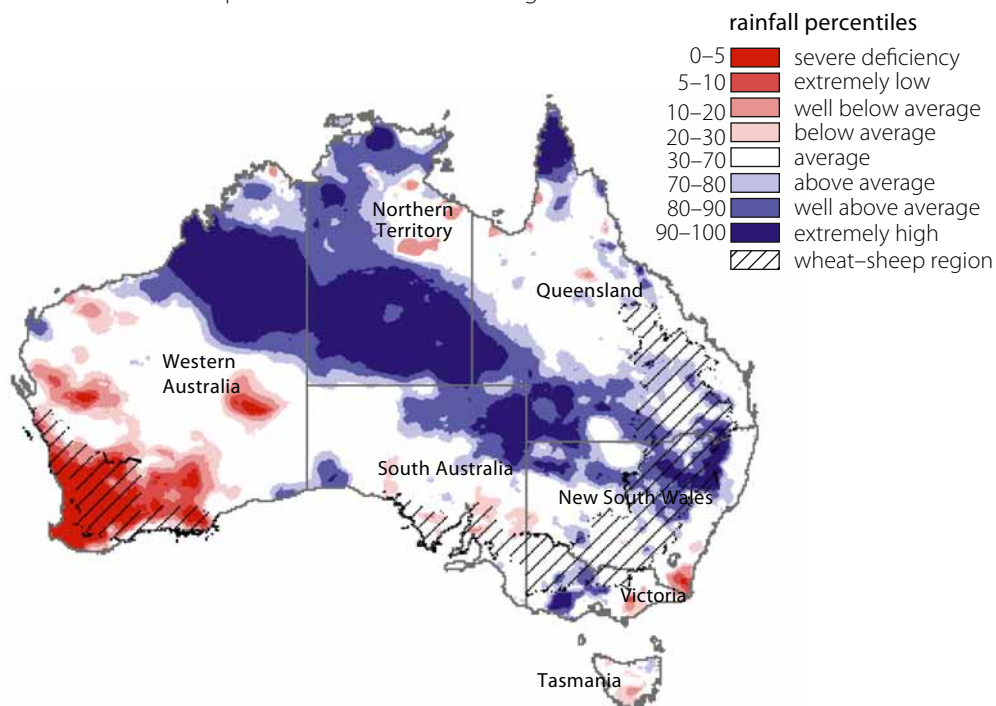 rainfall percentiles
0–5 severe deficiency
5–10 extremely low
10–20 well below average
20–30 below average
30–70 average
70–80 above average
80–90 well above average
90–100 extremely high
wheat–sheep region
Northern
Territory
Queensland
Western
Australia
South Australia
New South Wales
Victoria
Tasmania